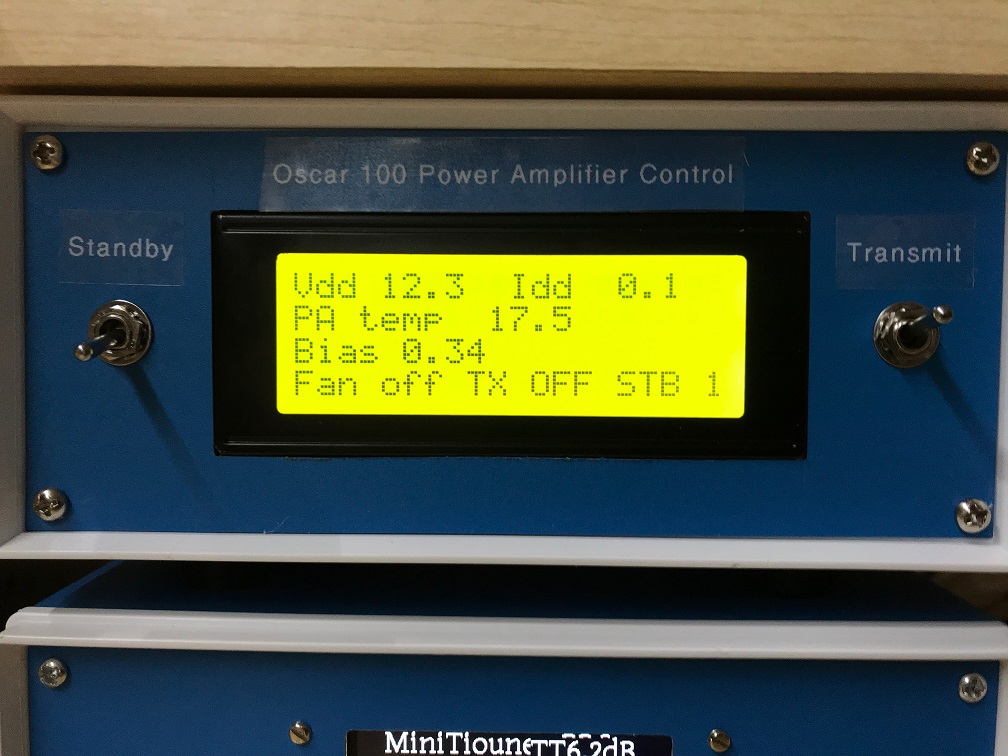 Oscar 100 Power Amplifier Control
Standby
Transmit
Vdd 12.3 Idd 0.1
PA temp 17.5
Bias 0.34
Fan off TX OFF STB 1
MiniTioune